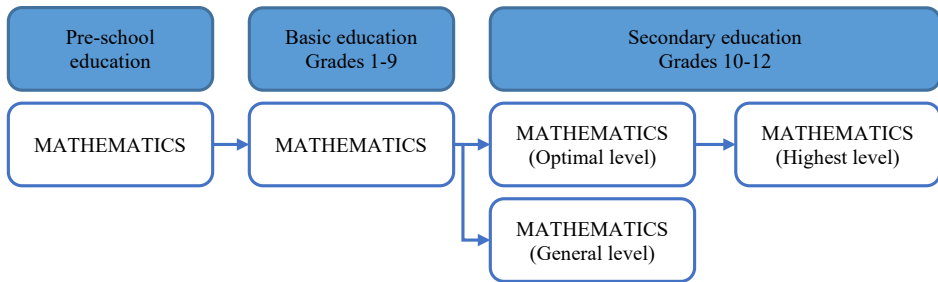 Pre-school
education
Basic education
Grades 1-9
Secondary education
Grades 10-12
MATHEMATICS
MATHEMATICS
MATHEMATICS
(Optimal level)
MATHEMATICS
(Highest level)
MATHEMATICS
(General level)